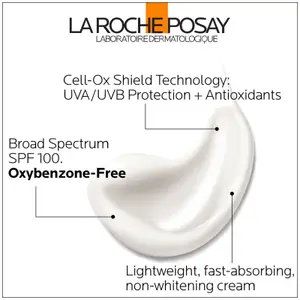 LA ROCHE POSAY
LABORATOIRE DERMATOLOGIQUE
Cell-Ox Shield Technology:
UVA/UVB Protection + Antioxidants
Broad Spectrum
SPF 100.
Oxybenzone-Free
Lightweight, fast-absorbing,
non-whitening cream